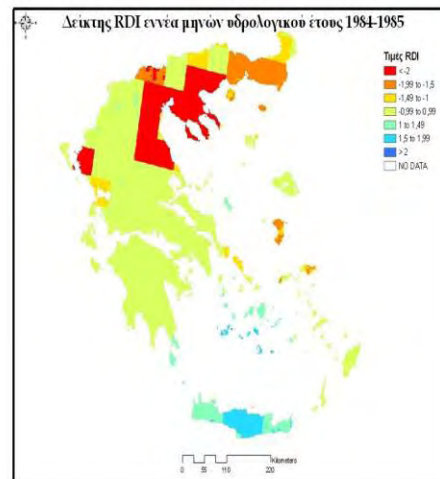 Δείκτης RDI εννέα μηνών υδρολογικού έτους 1984-1985
Τιμές RDI
<-2
-1,99 to -1,5
-1,49 to -1
-0,99 to 0,99
1 to 1,49
1,5 to 1,99
>2
NO DATA
Kilometers
0 55 110 220